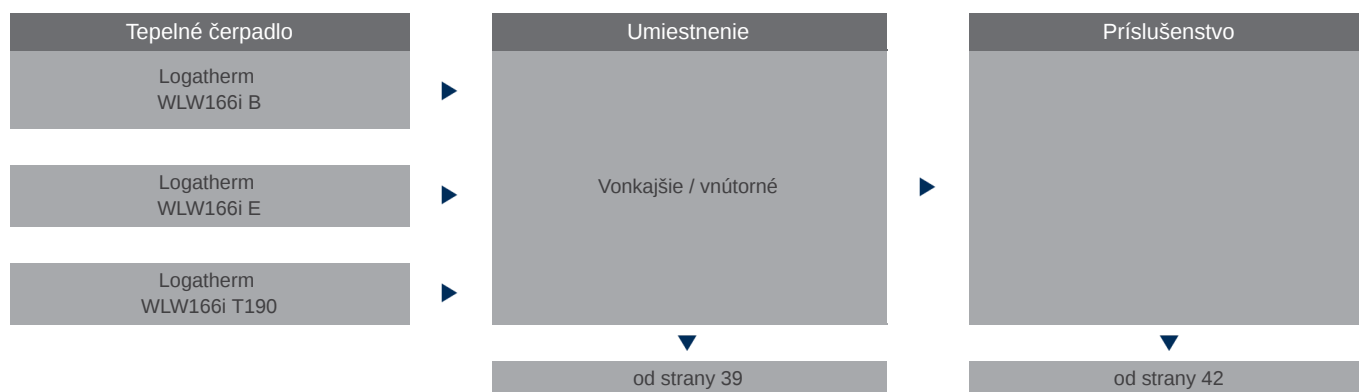 Tepelné čerpadlo
Logatherm
WLW166i B
Logatherm
WLW166i E
Logatherm
WLW166i T190
Umiestnenie
Vonkajšie / vnútorné
od strany 39
Príslušenstvo
od strany 42